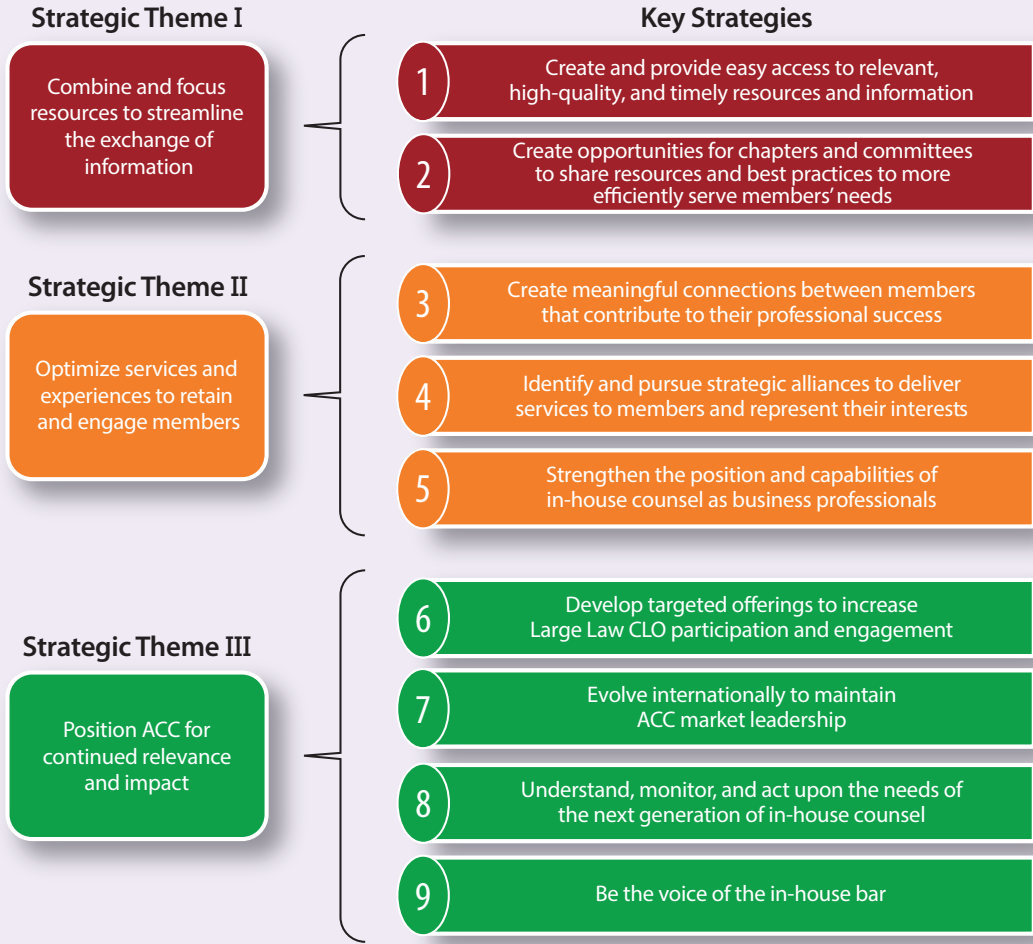 Strategic Theme I
Key Strategies
Combine and focus
resources to streamline
the exchange of
information
1
Create and provide easy access to relevant,
high-quality, and timely resources and information
2
Create opportunities for chapters and committees
to share resources and best practices to more
efficiently serve members' needs
Strategic Theme II
Optimize services and
experiences to retain
and engage members
3
Create meaningful connections between members
that contribute to their professional success
4
Identify and pursue strategic alliances to deliver
services to members and represent their interests
5
Strengthen the position and capabilities of
in-house counsel as business professionals
Strategic Theme III
Position ACC for
continued relevance
and impact
6
Develop targeted offerings to increase
Large Law CLO participation and engagement
7
Evolve internationally to maintain
ACC market leadership
8
Understand, monitor, and act upon the needs of
the next generation of in-house counsel
9
Be the voice of the in-house bar